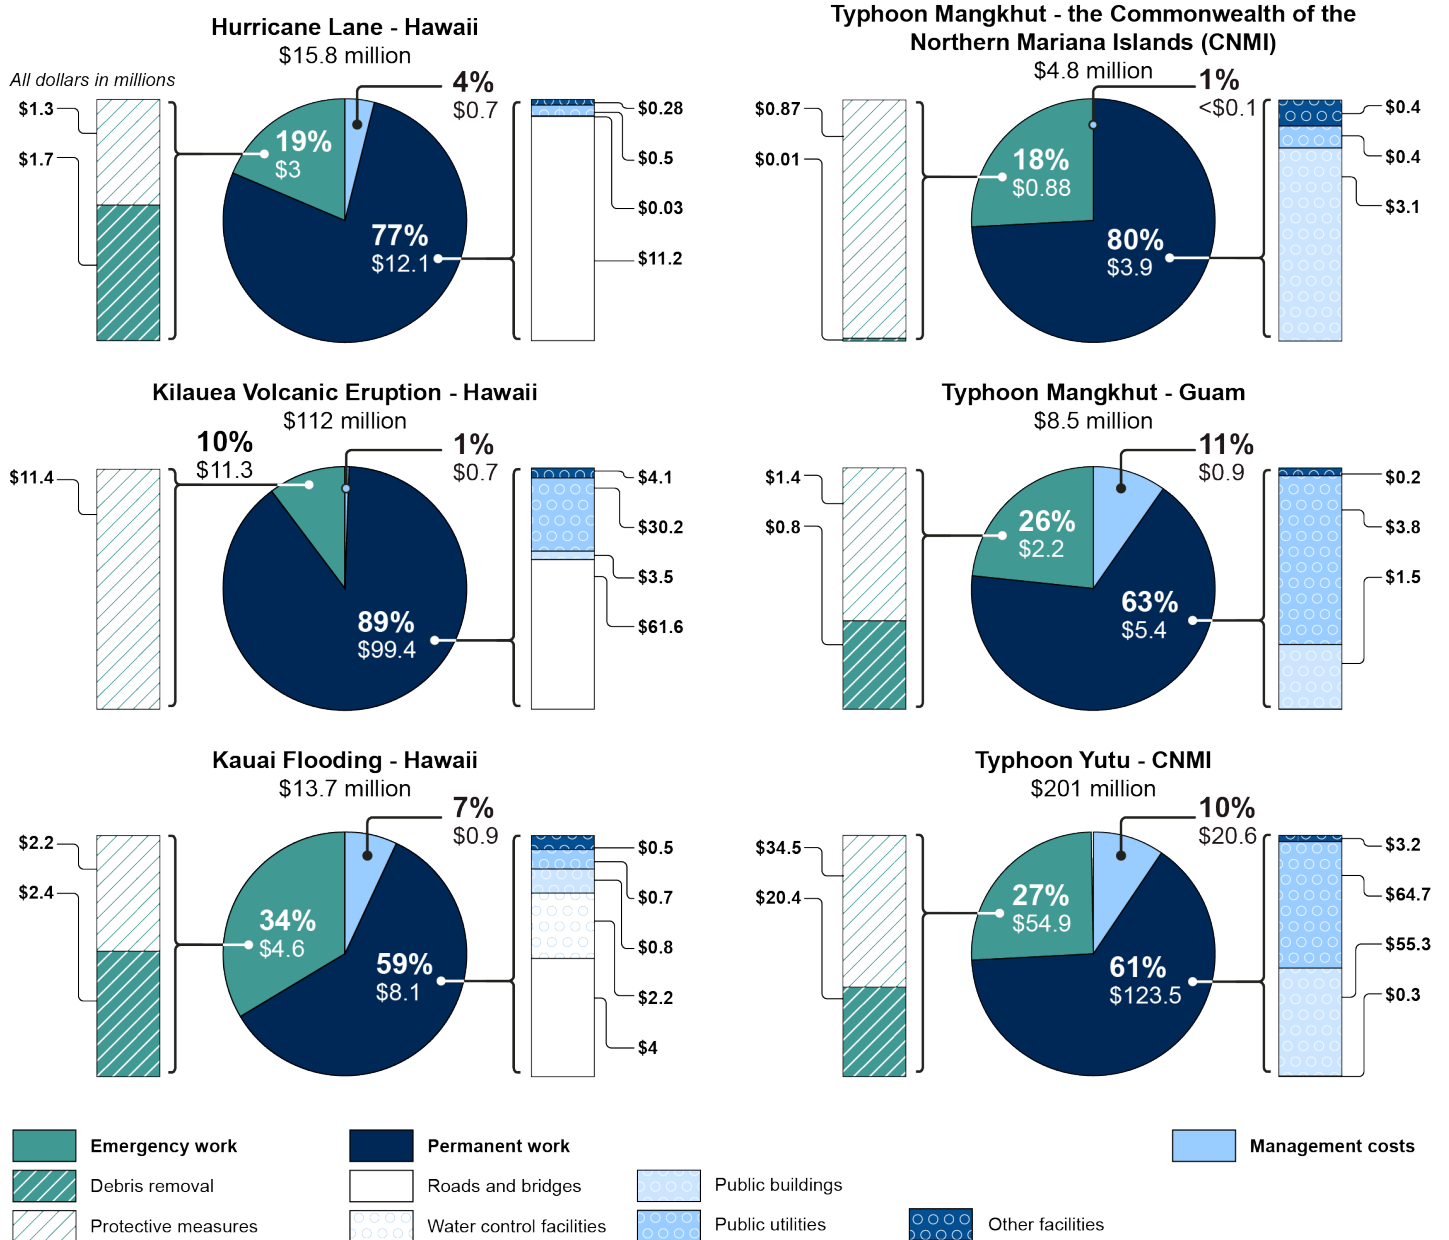 Hurricane Lane - Hawaii
$15.8 million
All dollars in millions
$1.3
$1.7
19%
$3
4%
$0.7
77%
$12.1
$0.28
$0.5
$0.03
$11.2
Typhoon Mangkhut - the Commonwealth of the
Northern Mariana Islands (CNMI)
$4.8 million
$0.87
$0.01
18%
$0.88
1%
<$0.1
80%
$3.9
$0.4
$0.4
$3.1
Kilauea Volcanic Eruption - Hawaii
$112 million
$11.4
10%
$11.3
1%
$0.7
89%
$99.4
$4.1
$30.2
$3.5
$61.6
Typhoon Mangkhut - Guam
$8.5 million
$1.4
$0.8
26%
$2.2
11%
$0.9
63%
$5.4
$0.2
$3.8
$1.5
Kauai Flooding - Hawaii
$13.7 million
$2.2
$2.4
34%
$4.6
7%
$0.9
59%
$8.1
$0.5
$0.7
$0.8
$2.2
$4
Typhoon Yutu - CNMI
$201 million
$34.5
$20.4
27%
$54.9
10%
$20.6
61%
$123.5
$3.2
$64.7
$55.3
$0.3
Emergency work
Permanent work
Management costs
Debris removal
Roads and bridges
Public buildings
Protective measures
Water control facilities
Public utilities
Other facilities